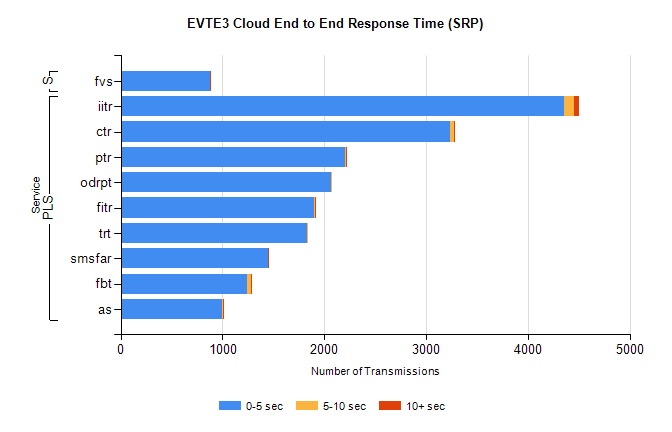 EVTE3 Cloud End to End Response Time (SRP)
Service
S
PLS
fvs
iitr
ctr
ptr
odrpt
fitr
trt
smsfar
fbt
as
0 1000 2000 3000 4000 5000
Number of Transmissions
0-5 sec 5-10 sec 10+ sec